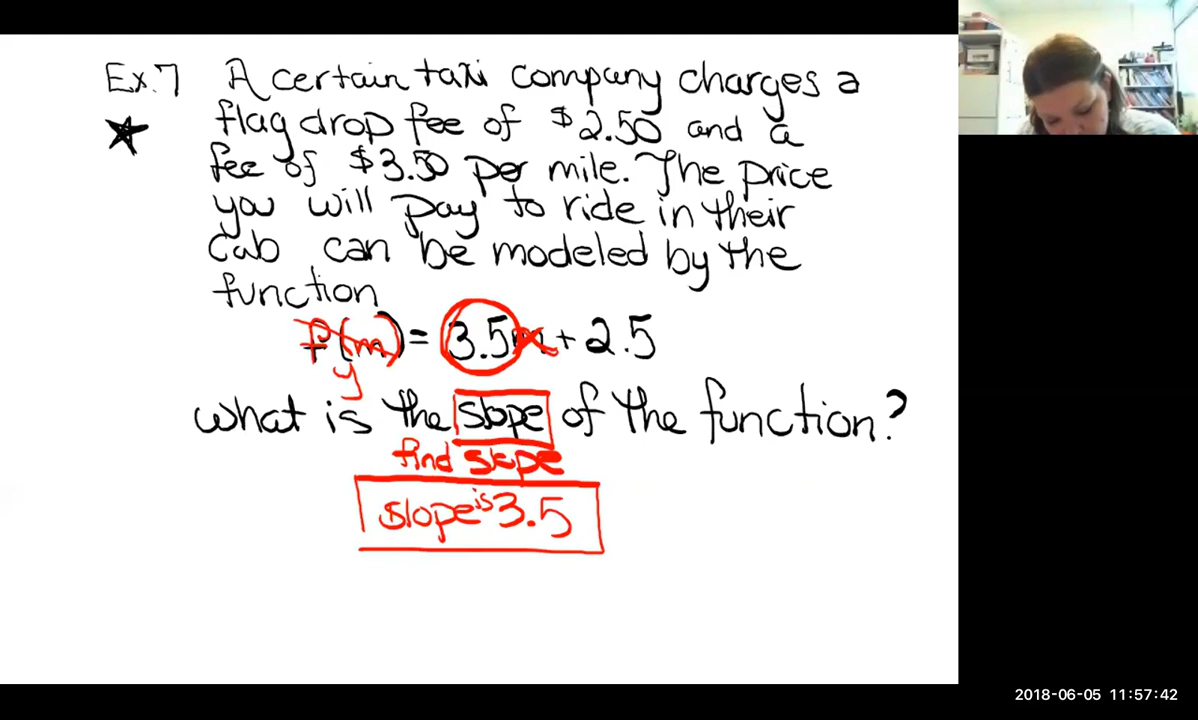 Ex.7 A certain taxi company charges a
flag drop fee of $2.50 and a
fee of $3.50 per mile. The price
you will pay to ride in their
cab can be modeled by the
function
P(m) = 3.5m + 2.5
y
what is the slope of the function?
find slope
slope is 3.5
2018-06-05 11:57:42